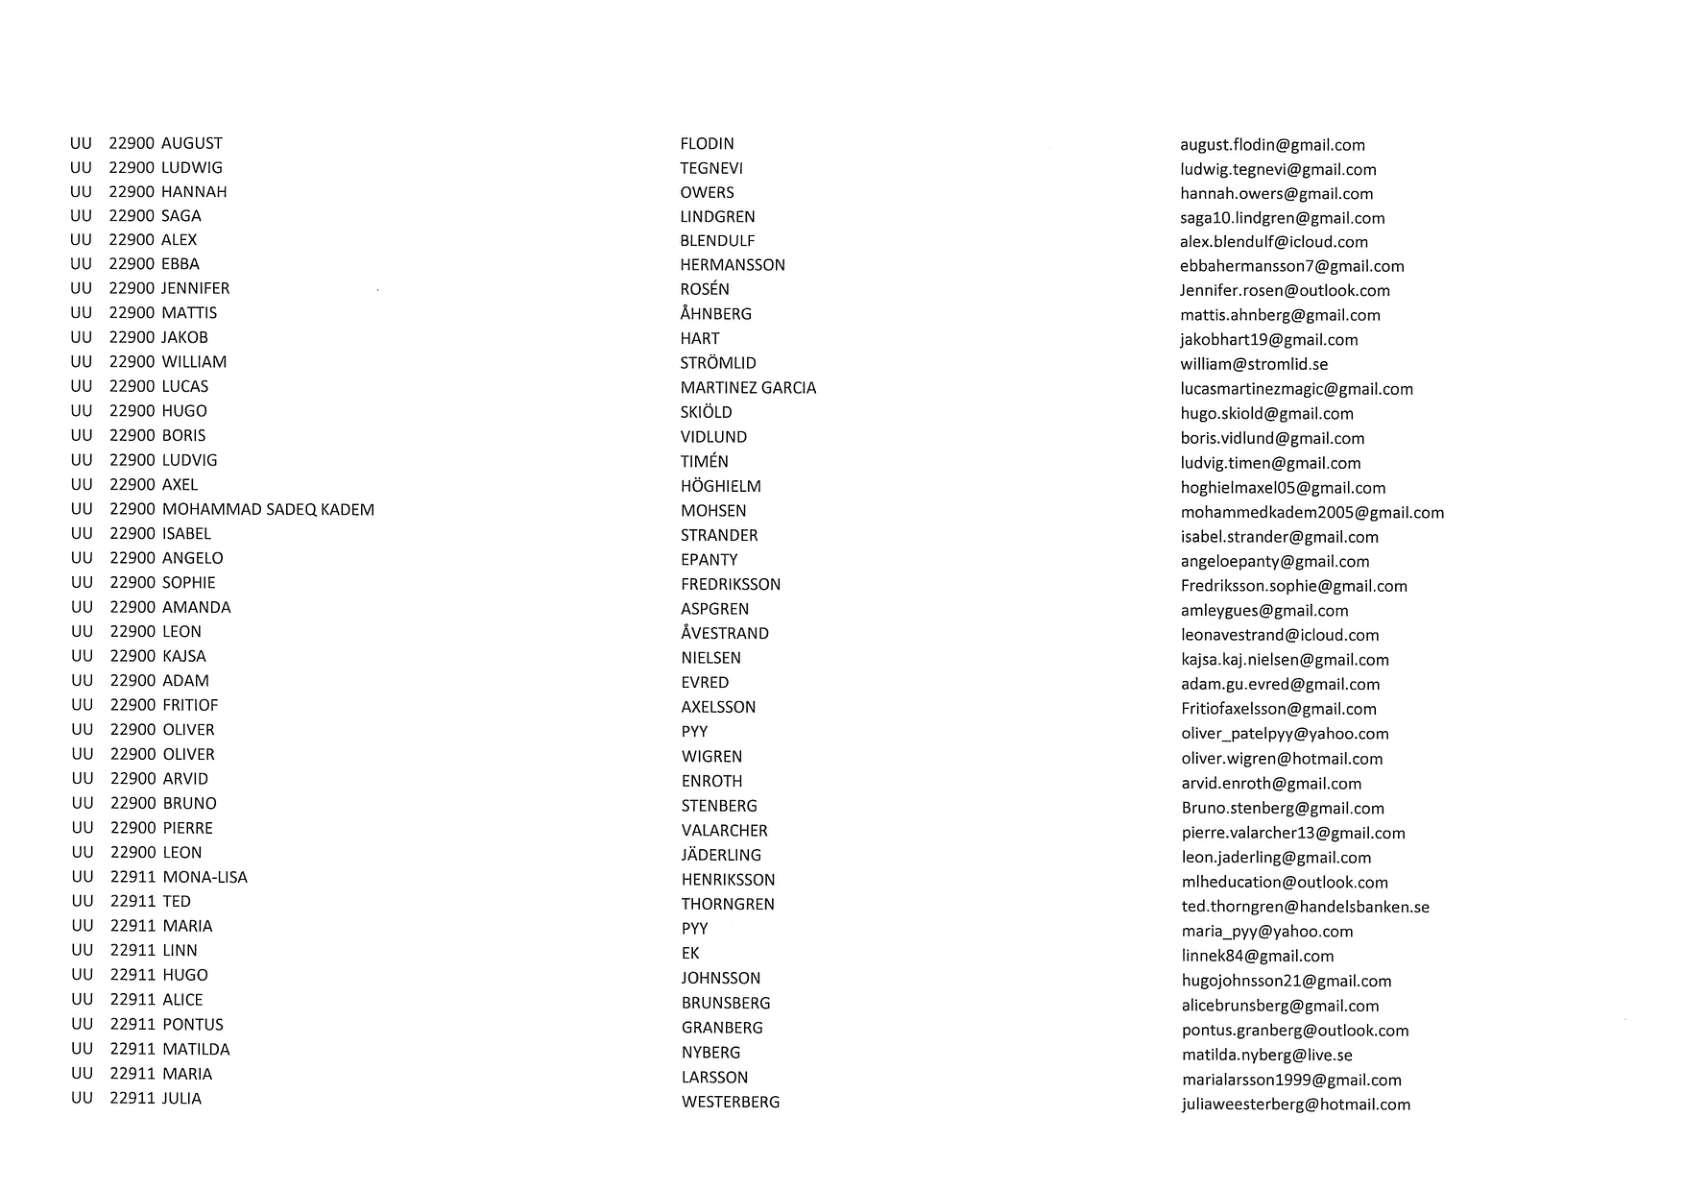 UU 22900 AUGUST FLODIN august.flodin@gmail.com
UU 22900 LUDWIG TEGNEVI ludwig.tegnevi@gmail.com
UU 22900 HANNAH OWERS hannah.owers@gmail.com
UU 22900 SAGA LINDGREN saga10.lindgren@gmail.com
UU 22900 ALEX BLENDULF alex.blendulf@icloud.com
UU 22900 EBBA HERMANSSON ebbahermansson7@gmail.com
UU 22900 JENNIFER ROSÉN Jennifer.rosen@outlook.com
UU 22900 MATTIS ÅHNBERG mattis.ahnberg@gmail.com
UU 22900 JAKOB HART jakobhart19@gmail.com
UU 22900 WILLIAM STRÖMLID william@stromlid.se
UU 22900 LUCAS MARTINEZ GARCIA lucasmartinezmagic@gmail.com
UU 22900 HUGO SKIÖLD hugo.skiold@gmail.com
UU 22900 BORIS VIDLUND boris.vidlund@gmail.com
UU 22900 LUDVIG TIMÉN ludvig.timen@gmail.com
UU 22900 AXEL HÖGHIELM hoghielmaxel05@gmail.com
UU 22900 MOHAMMAD SADEQ KADEM MOHSEN mohammedkadem2005@gmail.com
UU 22900 ISABEL STRANDER isabel.strander@gmail.com
UU 22900 ANGELO EPANTY angeloepanty@gmail.com
UU 22900 SOPHIE FREDRIKSSON Fredriksson.sophie@gmail.com
UU 22900 AMANDA ASPGREN amleygues@gmail.com
UU 22900 LEON ÅVESTRAND leonavestrand@icloud.com
UU 22900 KAJSA NIELSEN kajsa.kaj.nielsen@gmail.com
UU 22900 ADAM EVRED adam.gu.evred@gmail.com
UU 22900 FRITIOF AXELSSON Fritiofaxelsson@gmail.com
UU 22900 OLIVER PYY oliver_patelpyy@yahoo.com
UU 22900 OLIVER WIGREN oliver.wigren@hotmail.com
UU 22900 ARVID ENROTH arvid.enroth@gmail.com
UU 22900 BRUNO STENBERG Bruno.stenberg@gmail.com
UU 22900 PIERRE VALARCHER pierre.valarcher13@gmail.com
UU 22900 LEON JÄDERLING leon.jaderling@gmail.com
UU 22911 MONA-LISA HENRIKSSON mlheducation@outlook.com
UU 22911 TED THORNGREN ted.thorngren@handelsbanken.se
UU 22911 MARIA PYY maria_pyy@yahoo.com
UU 22911 LINN EK linnek84@gmail.com
UU 22911 HUGO JOHNSSON hugojohnsson21@gmail.com
UU 22911 ALICE BRUNSBERG alicebrunsberg@gmail.com
UU 22911 PONTUS GRANBERG pontus.granberg@outlook.com
UU 22911 MATILDA NYBERG matilda.nyberg@live.se
UU 22911 MARIA LARSSON marialarsson1999@gmail.com
UU 22911 JULIA WESTERBERG juliaweesterberg@hotmail.com